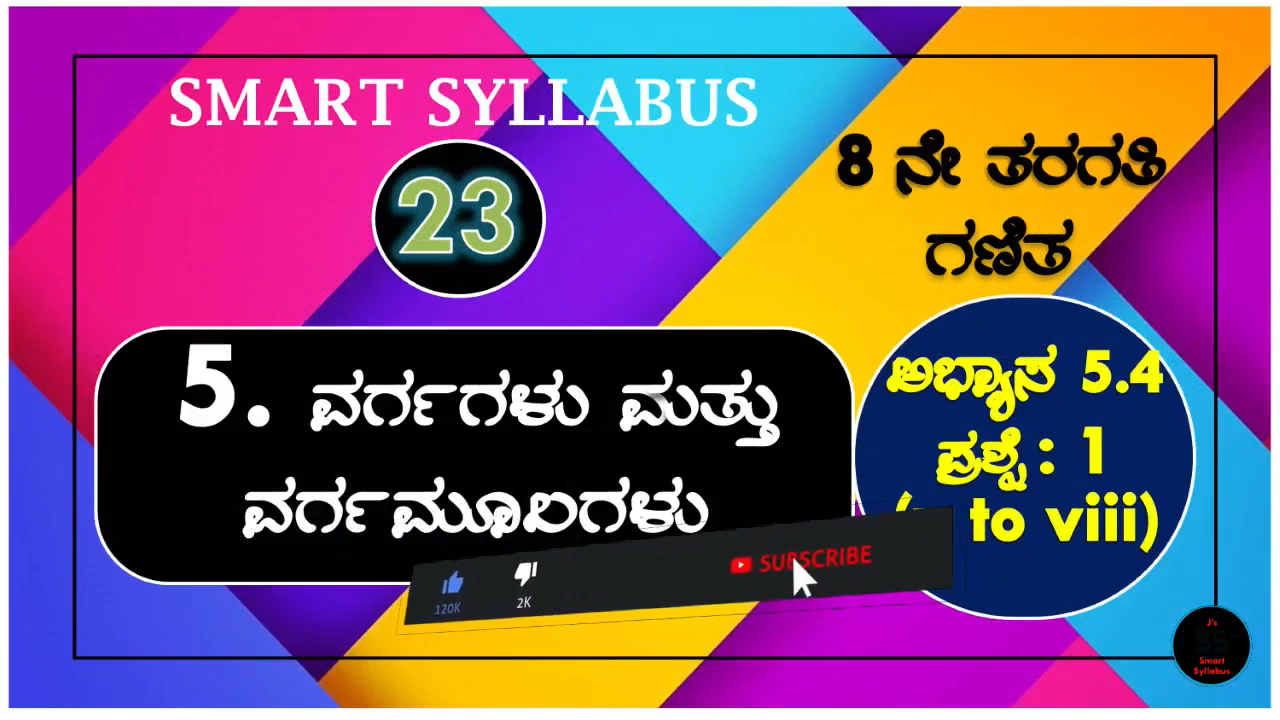 SMART SYLLABUS
23
8 ನೇ ತರಗತಿ
ಗಣಿತ
5. ವರ್ಗಗಳು ಮತ್ತು
ವರ್ಗಮೂಲಗಳು
ಅಭ್ಯಾಸ 5.4
ಪ್ರಶ್ನೆ : 1
to viii)
120K
2K
SUBSCRIBE
J's
Smart
Syllabus